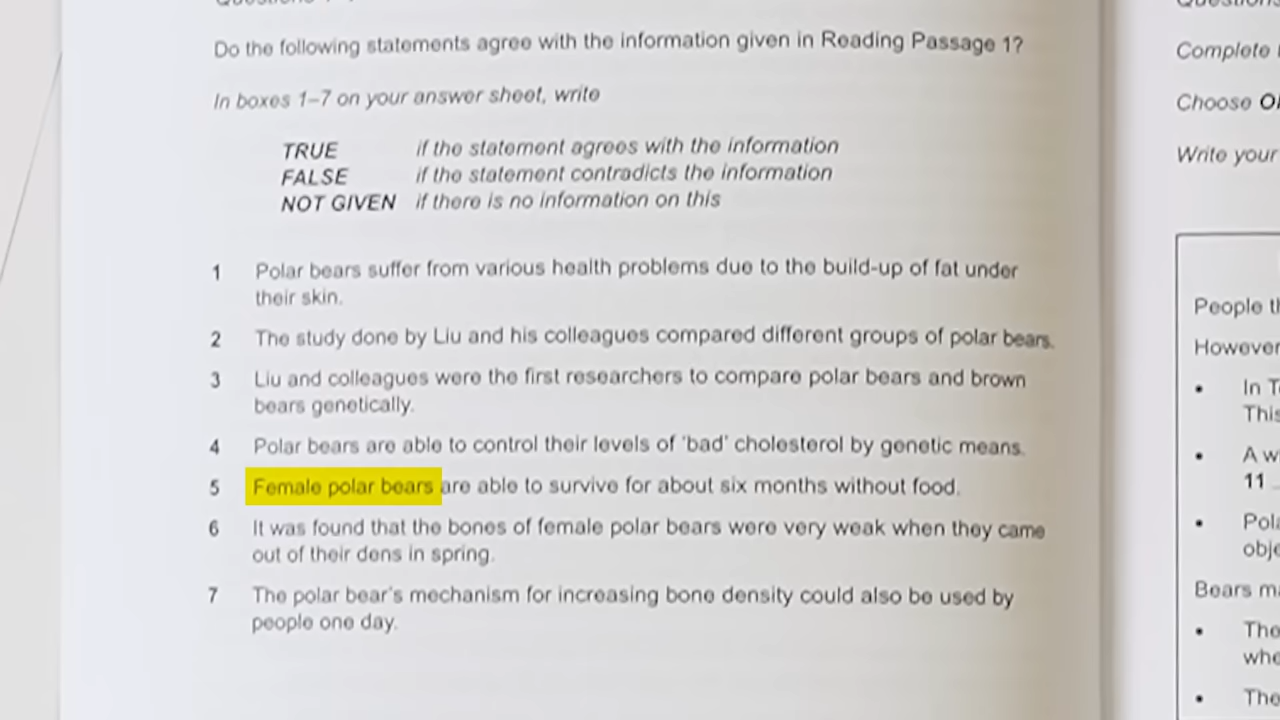 Do the following statements agree with the information given in Reading Passage 1?
In boxes 1–7 on your answer sheet, write
TRUE if the statement agrees with the information
FALSE if the statement contradicts the information
NOT GIVEN if there is no information on this
1 Polar bears suffer from various health problems due to the build-up of fat under
their skin.
2 The study done by Liu and his colleagues compared different groups of polar bears.
3 Liu and colleagues were the first researchers to compare polar bears and brown
bears genetically.
4 Polar bears are able to control their levels of 'bad' cholesterol by genetic means.
5 Female polar bears are able to survive for about six months without food.
6 It was found that the bones of female polar bears were very weak when they came
out of their dens in spring.
7 The polar bear's mechanism for increasing bone density could also be used by
people one day.
Complete
Choose
Write your
People
However
• In
This
• A
11
•
Bears
• The
• The